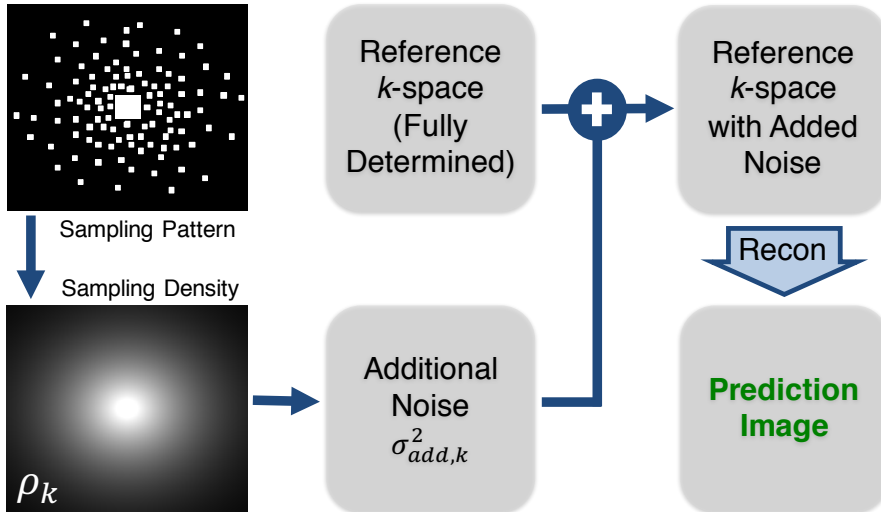 Sampling Pattern
Sampling Density
ρk
Reference
k-space
(Fully
Determined)
Additional
Noise
σ²add,k
Reference
k-space
with Added
Noise
Recon
Prediction
Image